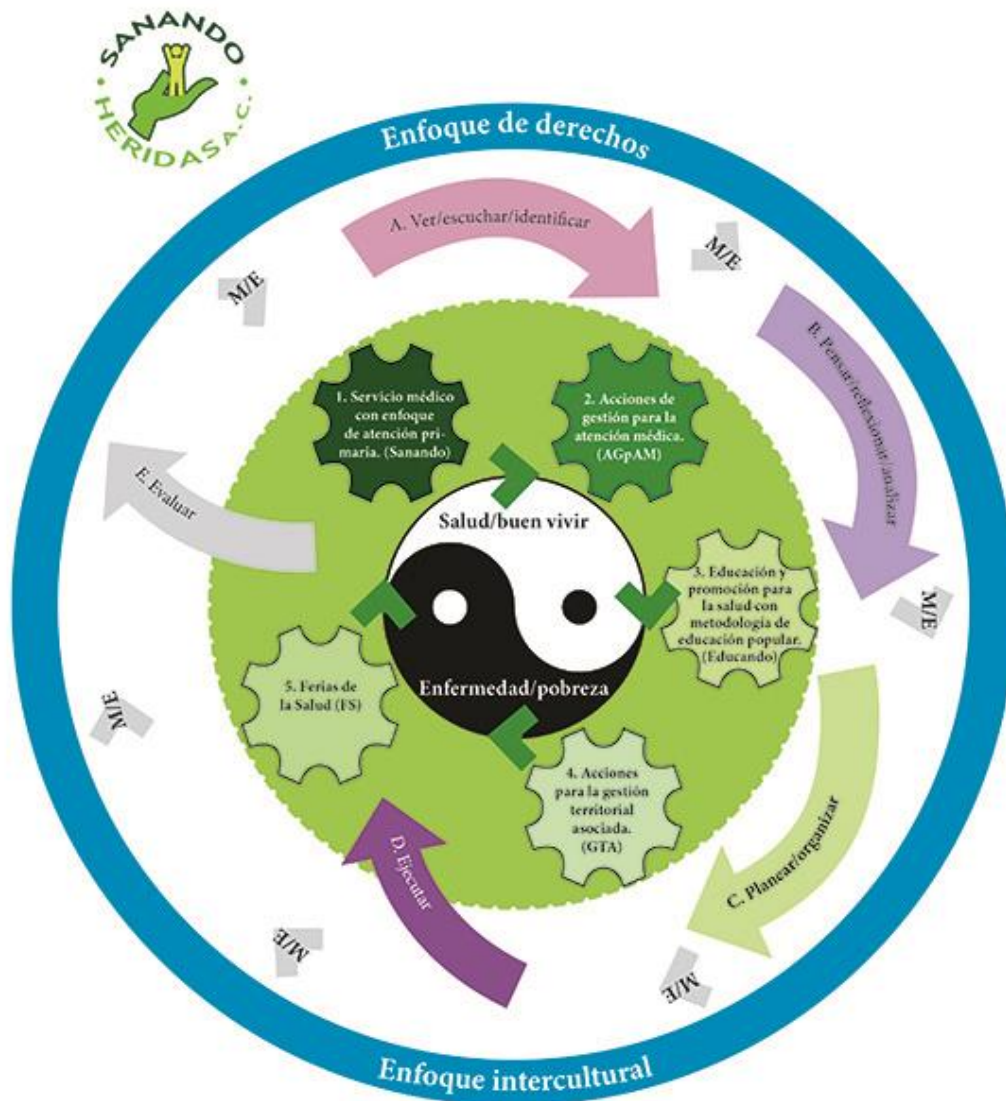 SANANDO
HERIDAS A.C.
Enfoque de derechos
A. Ver/escuchar/identificar
M/E
B. Pensar/reflexionar/analizar
M/E
C. Planear/organizar
M/E
D. Ejecutar
M/E
M/E
E. Evaluar
M/E
1. Servicio médico
con enfoque
de atención pri-
maria. (Sanando)
2. Acciones de
gestión para la
atención médica.
(AGpAM)
3. Educación y
promoción para
la salud con
metodología de
educación popular.
(Educando)
4. Acciones
para la gestión
territorial
asociada.
(GTA)
5. Ferias de
la Salud (FS)
Salud/buen vivir
Enfermedad/pobreza
Enfoque intercultural